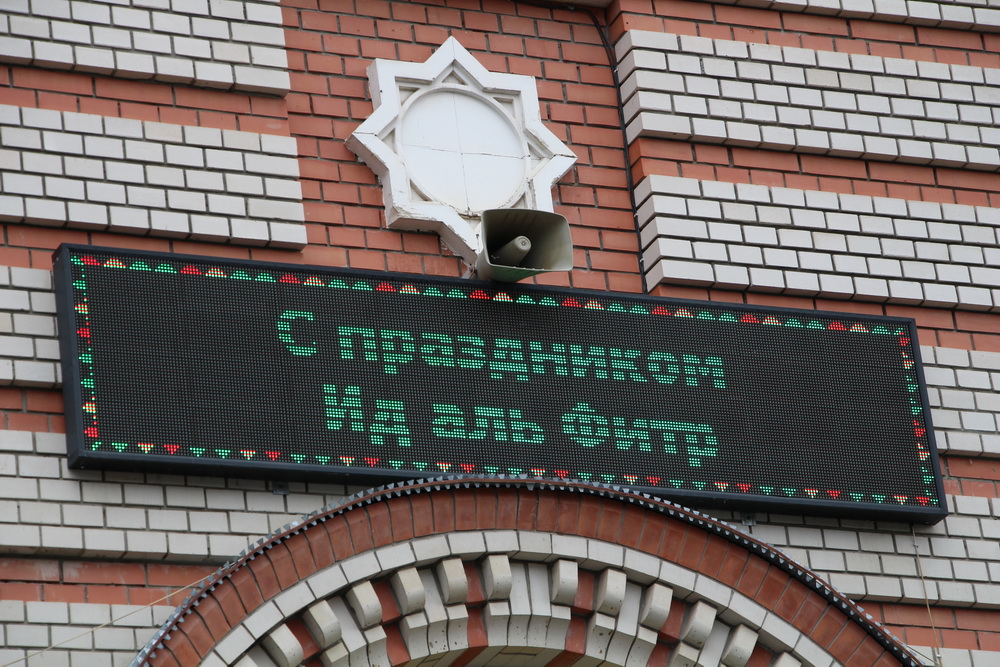 С праздником
Ид аль Фитр